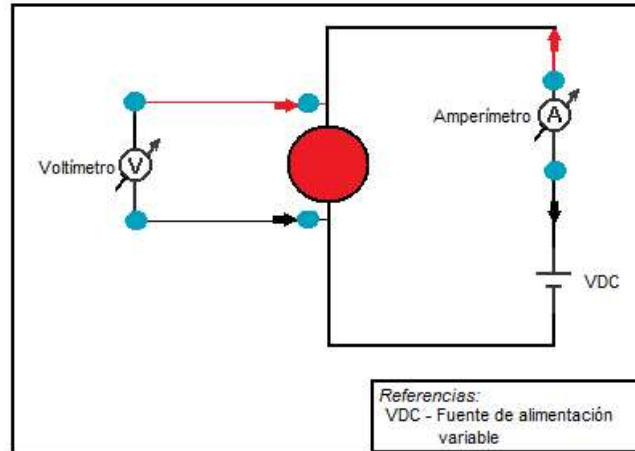 Amperímetro
A
Voltímetro
V
VDC
Referencias:
VDC - Fuente de alimentación
variable